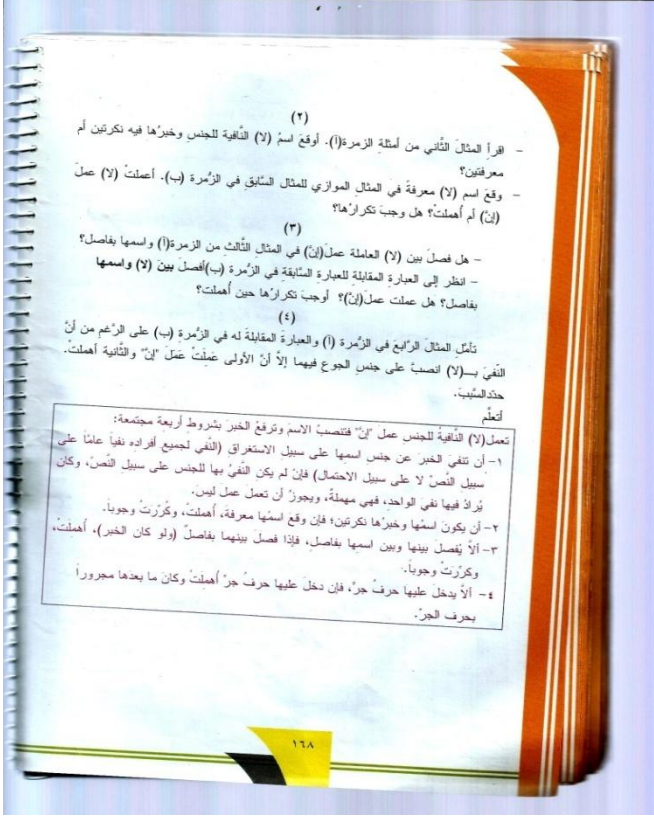 (٢)
- اقرأِ المثالَ الثَّاني من أمثلةِ الزمرة(أ). أوقعَ اسمُ (لا) النَّافية للجنسِ وخبرُها فيه نكرتين أم
معرفتين؟
- وقعَ اسم (لا) معرفةً في المثال الموازي للمثال السَّابق في الزُّمرة (ب). أعملتْ (لا) عملَ
(إنَّ) أم أُهملتْ؟ هل وجبَ تكرارُها؟
(٣)
- هل فصلَ بين (لا) العاملة عملَ(إنَّ) في المثال الثَّالث من الزمرة(أ) واسمها بفاصل؟
- انظر إلى العبارة المقابلةِ للعبارة السَّابقةِ في الزُّمرة (ب)أفصلَ بينَ (لا) واسمها
بفاصل؟ هل عملت عملَ(إنَّ)؟ أوجبَ تكرارُها حين أُهملت؟
(٤)
تأمَّلِ المثالَ الرَّابعَ في الزُّمرة (أ) والعبارةَ المقابلةَ له في الزُّمرة (ب) على الرَّغم من أنَّ
النَّفيَ بـــ(لا) انصبَّ على جنس الجوع فيهما إلاَّ أنَّ الأولى عَمِلتْ عَمَلَ "إنَّ" والثَّانية أهملتْ.
حدِّدالسَّببَ.
أتعلَّم
تعمل(لا) النَّافيةُ للجنس عملَ "إنَّ" فتنصبُ الاسمَ وترفعُ الخبرَ بشروطٍ أربعة مجتمعة:
١- أن تنفيَ الخبرَ عن جنسِ اسمِها على سبيل الاستغراق (النَّفي لجميع أفراده نفياً عامَّاً على
سبيل النَّصِّ لا على سبيل الاحتمال) فإن لم يكن النَّفيُ بها للجنس على سبيل النَّصِّ، وكان
يُرادُ فيها نفيَ الواحد، فهي مهملةٌ، ويجوزُ أن تعملَ عمل ليسَ.
٢- أن يكونَ اسمُها وخبرُها نكرتين؛ فإن وقعَ اسمُها معرفة، أُهملتْ، وكُرِّرتْ وجوباً.
٣- ألاَّ يُفصلَ بينها وبين اسمها بفاصل، فإذا فصلَ بينهما بفاصلٌ (ولو كان الخبر)، أُهملتْ،
وكرِّرتْ وجوباً.
٤- ألاَّ يدخلَ عليها حرفُ جرٍّ، فإن دخلَ عليها حرفُ جرٍّ أُهملتْ وكانَ ما بعدَها مجروراً
بحرف الجرِّ.
١٦٨